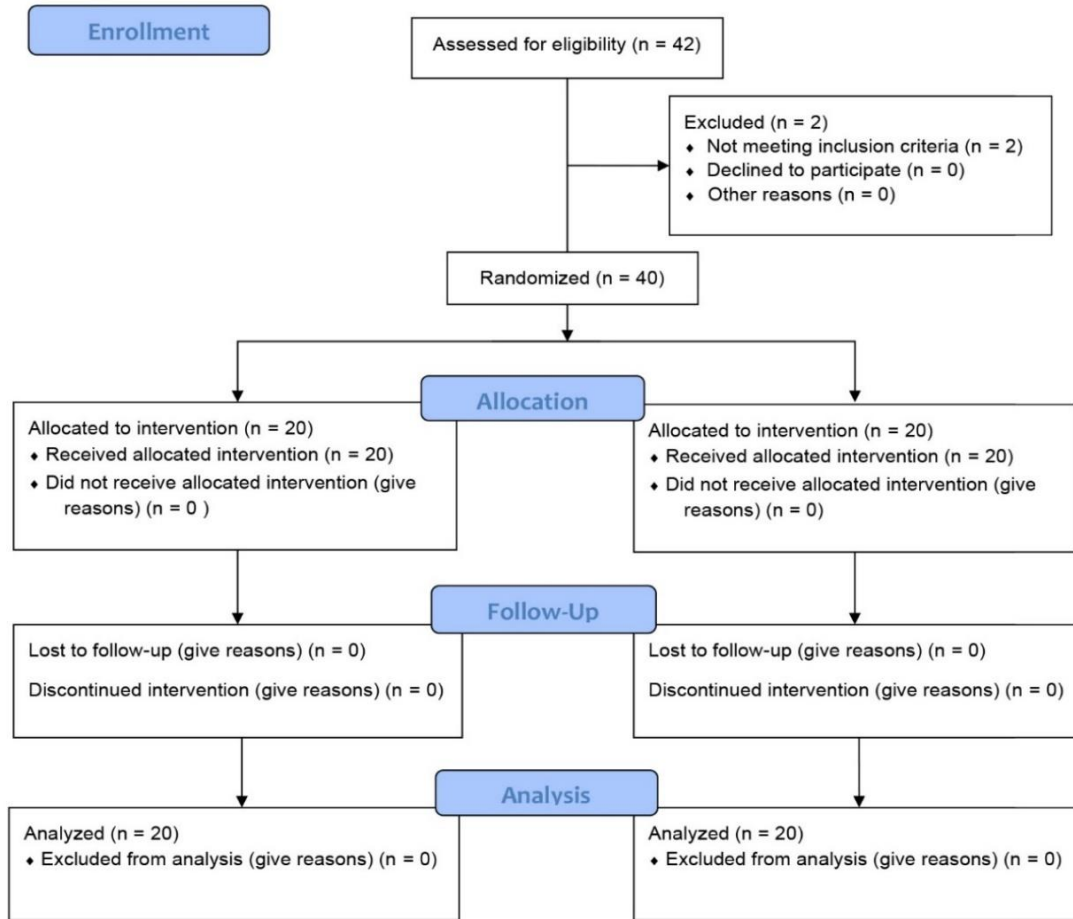 Enrollment
Assessed for eligibility (n = 42)
Excluded (n = 2)
♦ Not meeting inclusion criteria (n = 2)
♦ Declined to participate (n = 0)
♦ Other reasons (n = 0)
Randomized (n = 40)
Allocation
Allocated to intervention (n = 20)
♦ Received allocated intervention (n = 20)
♦ Did not receive allocated intervention (give
reasons) (n = 0 )
Allocated to intervention (n = 20)
♦ Received allocated intervention (n = 20)
♦ Did not receive allocated intervention (give
reasons) (n = 0)
Follow-Up
Lost to follow-up (give reasons) (n = 0)
Discontinued intervention (give reasons) (n = 0)
Lost to follow-up (give reasons) (n = 0)
Discontinued intervention (give reasons) (n = 0)
Analysis
Analyzed (n = 20)
♦ Excluded from analysis (give reasons) (n = 0)
Analyzed (n = 20)
♦ Excluded from analysis (give reasons) (n = 0)